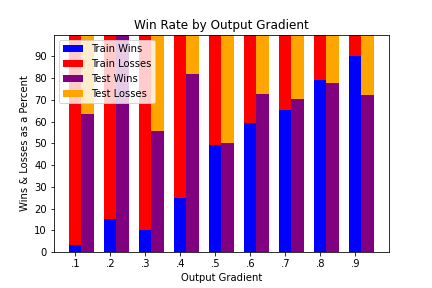 Win Rate by Output Gradient
Train Wins
Train Losses
Test Wins
Test Losses
Wins & Losses as a Percent
90
80
70
60
50
40
30
20
10
0
.1 .2 .3 .4 .5 .6 .7 .8 .9
Output Gradient